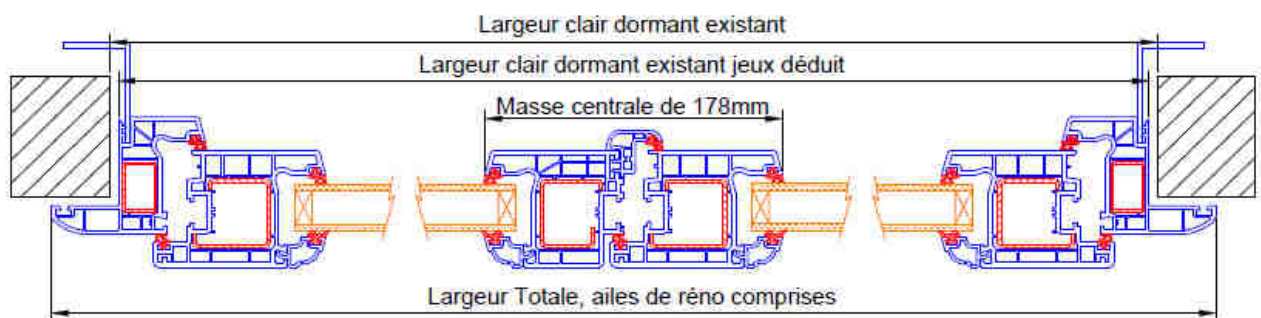 Largeur clair dormant existant
Largeur clair dormant existant jeux déduit
Masse centrale de 178mm
Largeur Totale, ailes de réno comprises